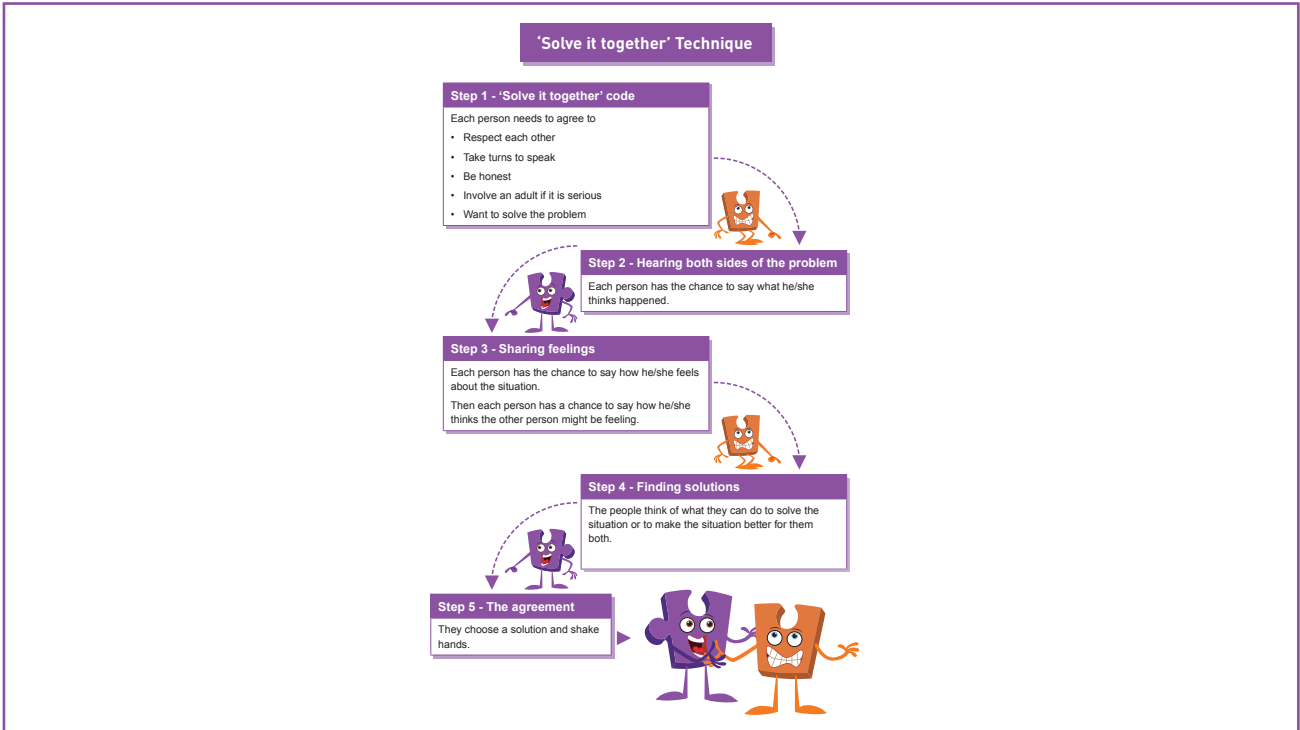 ‘Solve it together’ Technique
Step 1 - ‘Solve it together’ code
Each person needs to agree to
• Respect each other
• Take turns to speak
• Be honest
• Involve an adult if it is serious
• Want to solve the problem
Step 2 - Hearing both sides of the problem
Each person has the chance to say what he/she
thinks happened.
Step 3 - Sharing feelings
Each person has the chance to say how he/she feels
about the situation.
Then each person has a chance to say how he/she
thinks the other person might be feeling.
Step 4 - Finding solutions
The people think of what they can do to solve the
situation or to make the situation better for them
both.
Step 5 - The agreement
They choose a solution and shake
hands.